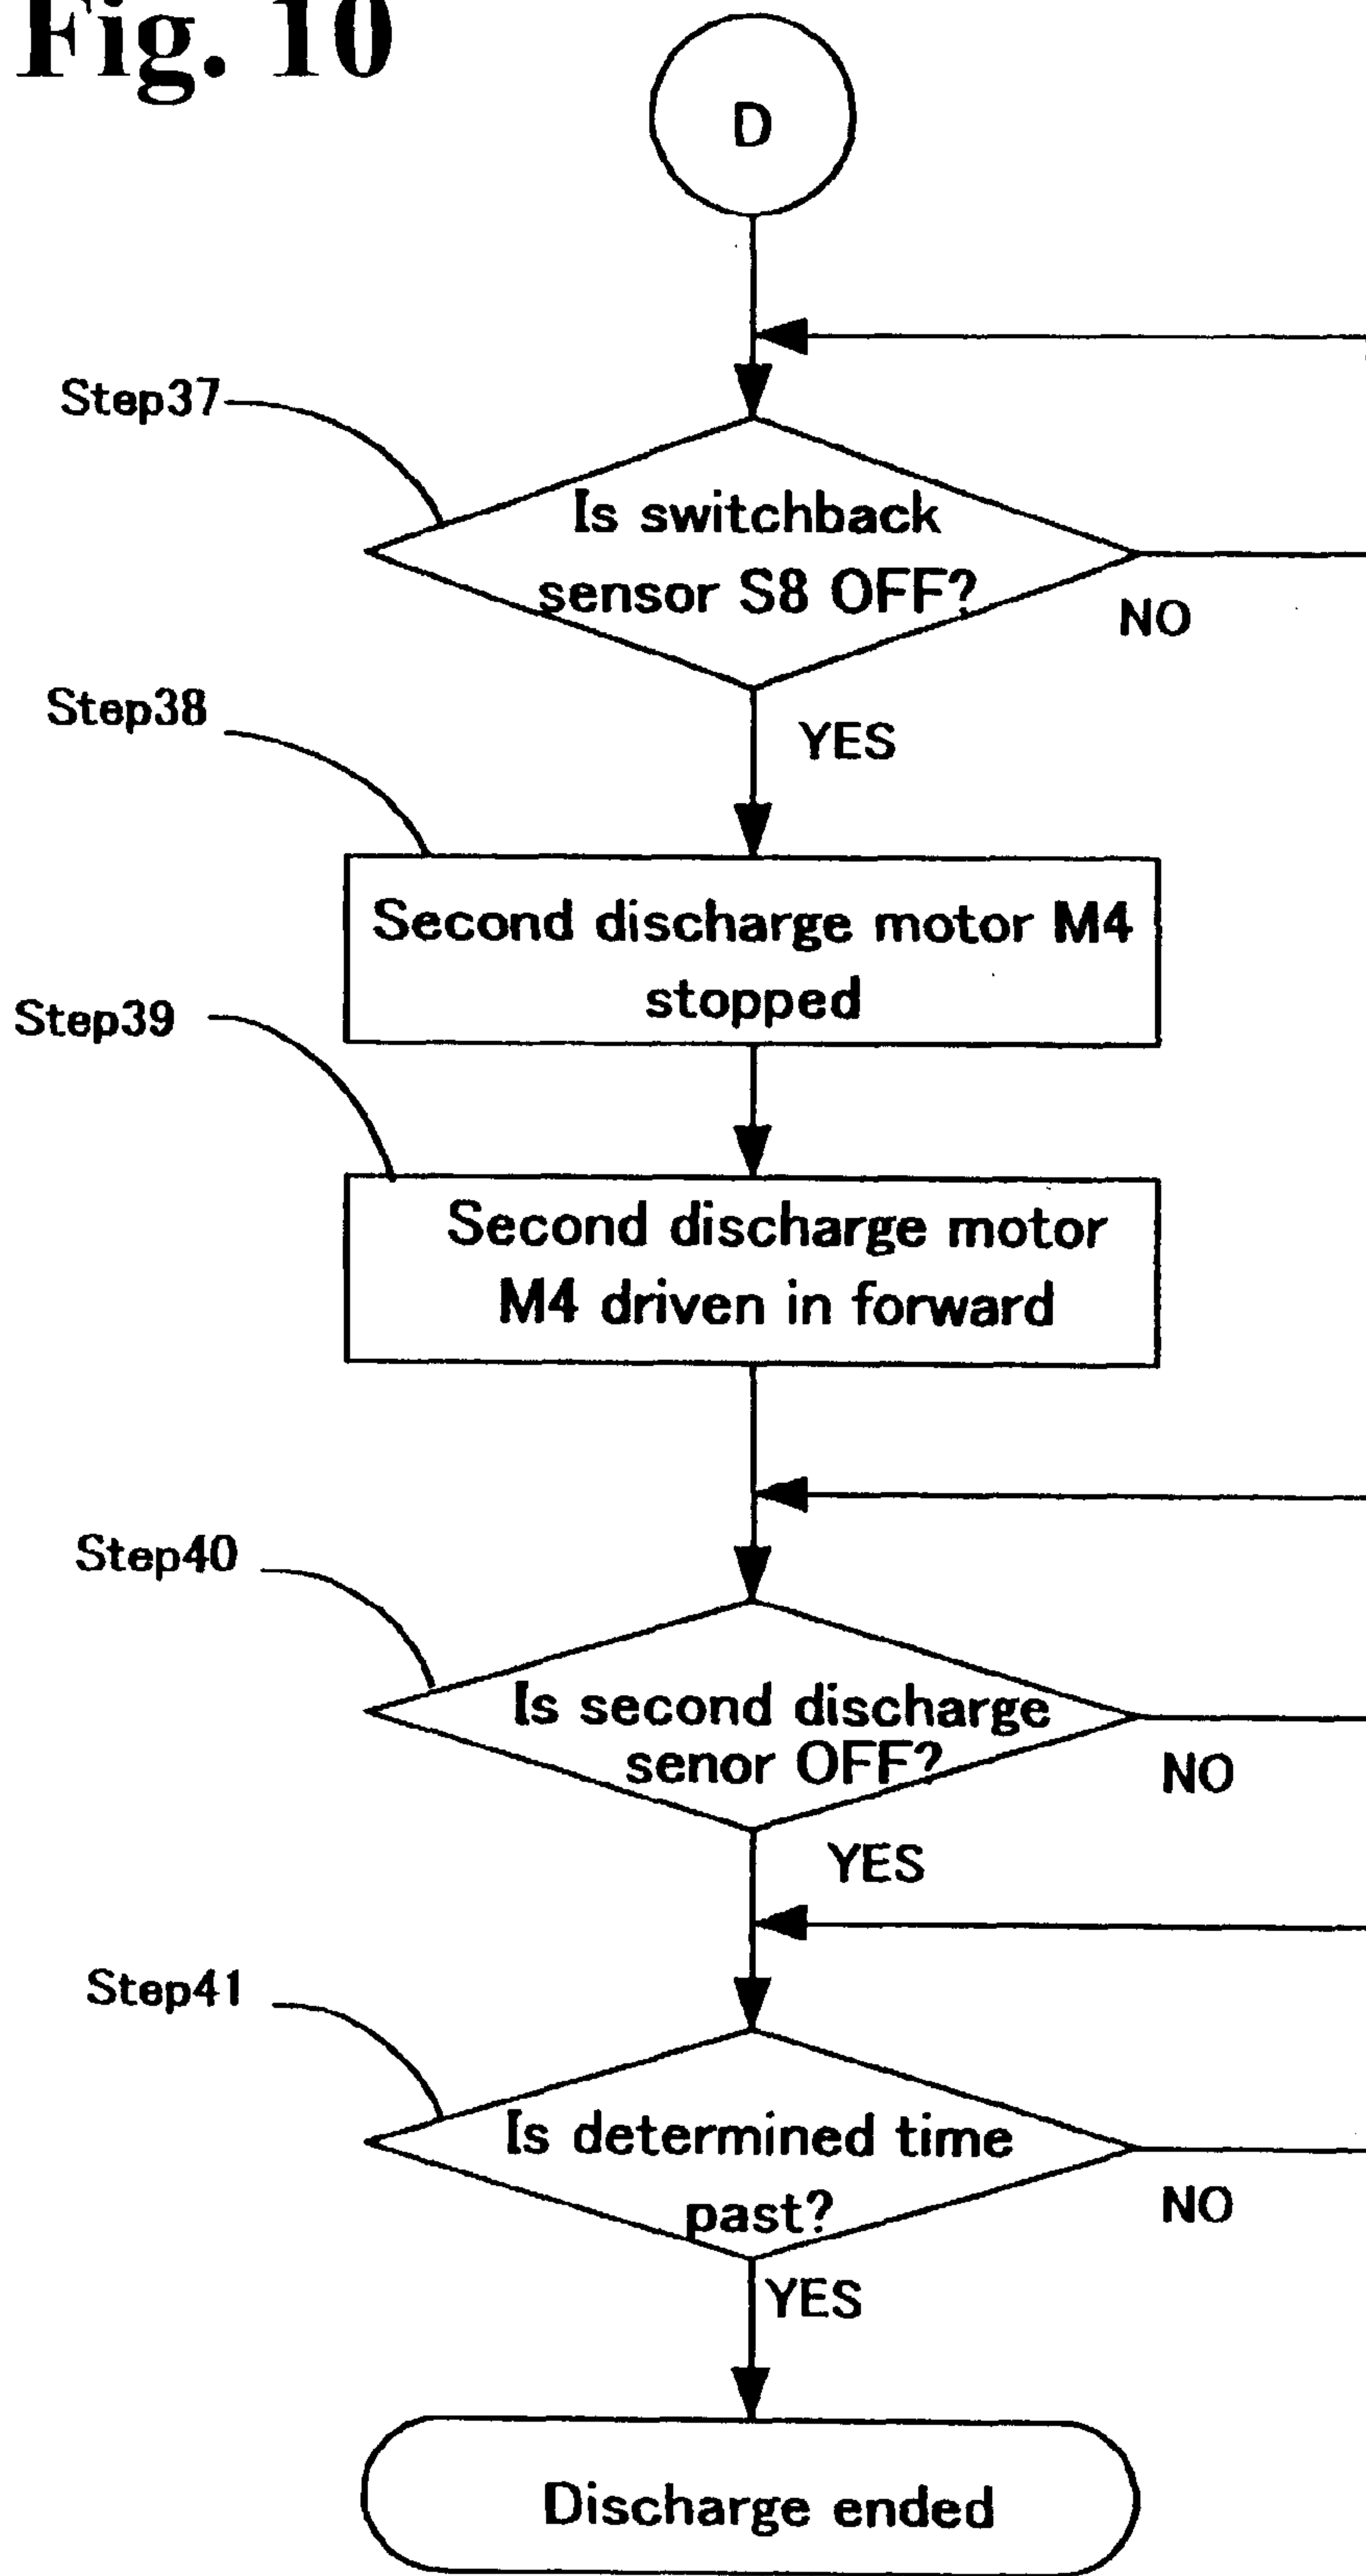 Fig. 10
D
Step37
Is switchback
sensor S8 OFF?
NO
YES
Step38
Second discharge motor M4
stopped
Step39
Second discharge motor
M4 driven in forward
Step40
Is second discharge
senor OFF?
NO
YES
Step41
Is determined time
past?
NO
YES
Discharge ended